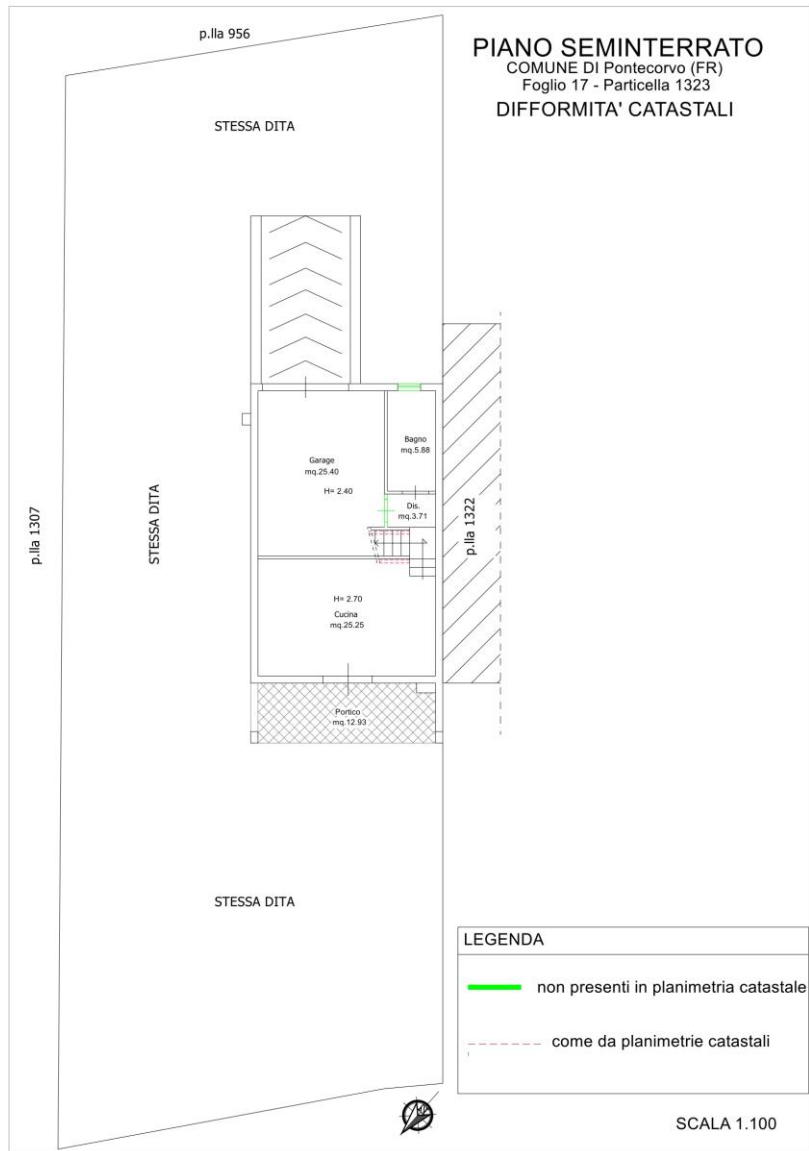 p.lla 956
PIANO SEMINTERRATO
COMUNE DI Pontecorvo (FR)
Foglio 17 - Particella 1323
DIFFORMITA' CATASTALI
STESSA DITA
Bagno
mq.5.88
Garage
mq.25.40
H= 2.40
Dis.
mq.3.71
p.lla 1307
STESSA DITA
p.lla 1322
H= 2.70
Cucina
mq.25.25
Portico
mq.12.93
STESSA DITA
LEGENDA
non presenti in planimetria catastale
come da planimetrie catastali
SCALA 1.100